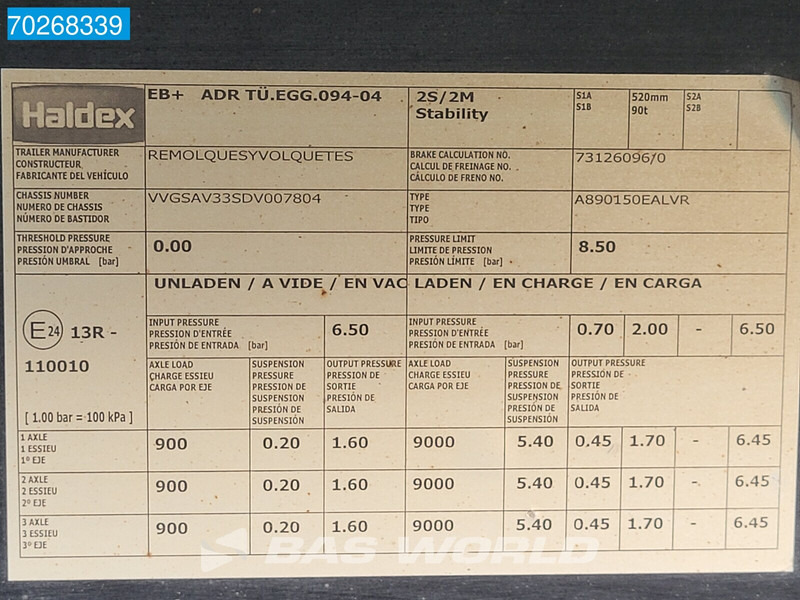 70268339
Haldex
EB+ ADR TÜ.EGG.094-04
2S/2M
Stability
S1A
S1B
520mm
90t
S2A
S2B
TRAILER MANUFACTURER
CONSTRUCTEUR
FABRICANTE DEL VEHÍCULO
REMOLQUESYVOLQUETES
BRAKE CALCULATION NO.
CALCUL DE FREINAGE NO.
CÁLCULO DE FRENO NO.
73126096/0
CHASSIS NUMBER
NUMERO DE CHASSIS
NÚMERO DE BASTIDOR
VVGSAV33SDV007804
TYPE
TYPE
TIPO
A890150EALVR
THRESHOLD PRESSURE
PRESSION D'APPROCHE
PRESIÓN UMBRAL [bar]
0.00
PRESSURE LIMIT
LIMITE DE PRESSION
PRESIÓN LÍMITE [bar]
8.50
UNLADEN / A VIDE / EN VAC LADEN / EN CHARGE / EN CARGA
E24 13R -
110010
[ 1.00 bar = 100 kPa ]
INPUT PRESSURE
PRESSION D'ENTRÉE
PRESIÓN DE ENTRADA [bar]
6.50
INPUT PRESSURE
PRESSION D'ENTRÉE
PRESIÓN DE ENTRADA [bar]
0.70 2.00 - 6.50
AXLE LOAD
CHARGE ESSIEU
CARGA POR EJE
SUSPENSION
PRESSURE
PRESSION DE
SUSPENSION
PRESIÓN DE
SUSPENSIÓN
OUTPUT PRESSURE
PRESSION DE
SORTIE
PRESIÓN DE
SALIDA
AXLE LOAD
CHARGE ESSIEU
CARGA POR EJE
SUSPENSION
PRESSURE
PRESSION DE
SUSPENSION
PRESIÓN DE
SUSPENSIÓN
OUTPUT PRESSURE
PRESSIÓN DE
SORTIE
PRESIÓN DE
SALIDA
1 AXLE
1 ESSIEU
1º EJE
900 0.20 1.60 9000 5.40 0.45 1.70 - 6.45
2 AXLE
2 ESSIEU
2º EJE
900 0.20 1.60 9000 5.40 0.45 1.70 - 6.45
3 AXLE
3 ESSIEU
3º EJE
900 0.20 1.60 9000 5.40 0.45 1.70 - 6.45
BAS WORLD